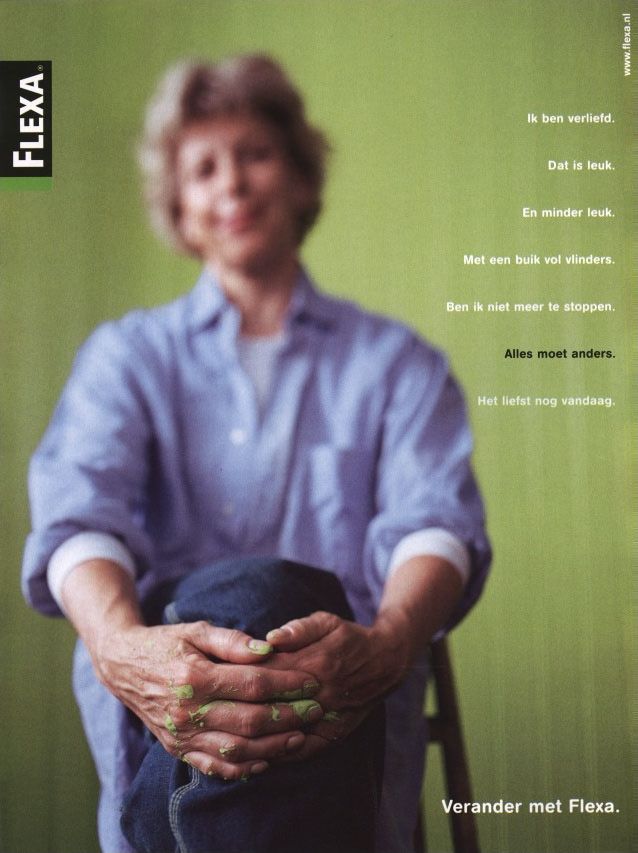 FLEXA®
www.flexa.nl
Ik ben verliefd.
Dat is leuk.
En minder leuk.
Met een buik vol vlinders.
Ben ik niet meer te stoppen.
Alles moet anders.
Het liefst nog vandaag.
Verander met Flexa.